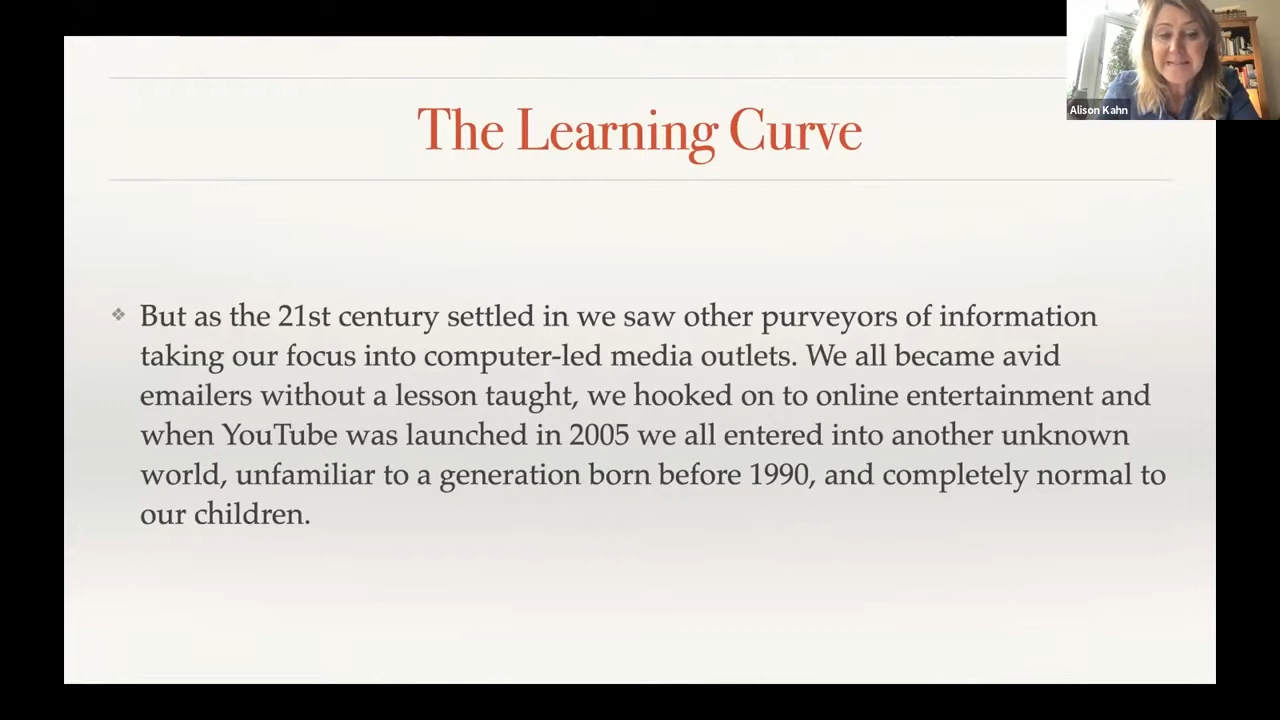 Alison Kahn
The Learning Curve
❖ But as the 21st century settled in we saw other purveyors of information
taking our focus into computer-led media outlets. We all became avid
emailers without a lesson taught, we hooked on to online entertainment and
when YouTube was launched in 2005 we all entered into another unknown
world, unfamiliar to a generation born before 1990, and completely normal to
our children.